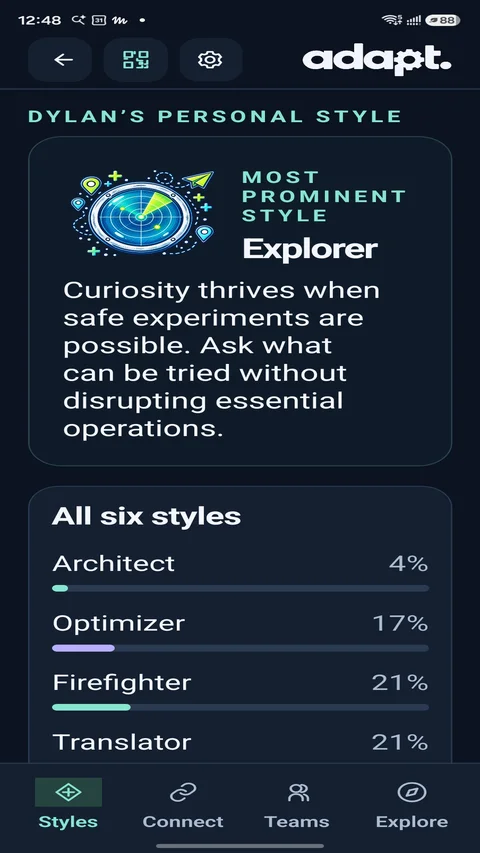 12:48
31
88
adapt.
DYLAN’S PERSONAL STYLE
MOST
PROMINENT
STYLE
Explorer
Curiosity thrives when
safe experiments are
possible. Ask what
can be tried without
disrupting essential
operations.
All six styles
Architect 4%
Optimizer 17%
Firefighter 21%
Translator 21%
Styles Connect Teams Explore